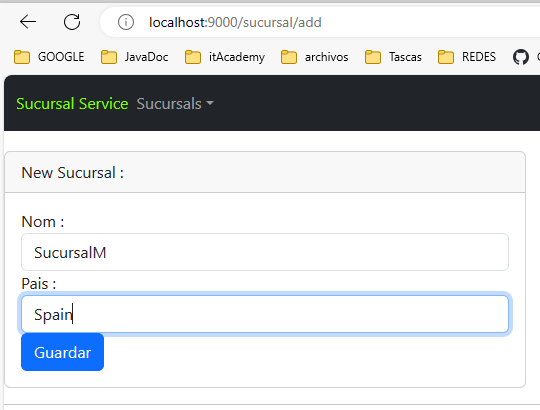 localhost:9000/sucursal/add
GOOGLE JavaDoc itAcademy archivos Tascas REDES
Sucursal Service Sucursals
New Sucursal :
Nom :
SucursalM
Pais :
Spain
Guardar